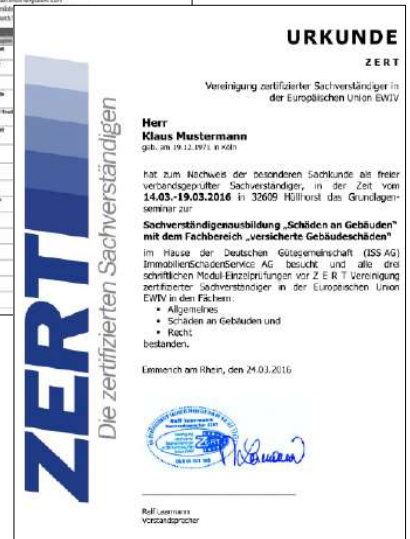 URKUNDE
Z E R T
Vereinigung zertifizierter Sachverständiger in
der Europäischen Union EWIV
Herr
Klaus Mustermann
geb. am 19.12.1971 in Köln
hat zum Nachweis der besonderen Sachkunde als freier
verbandsgeprüfter Sachverständiger, in der Zeit vom
14.03.-19.03.2016 in 32609 Hüllhorst das Grundlagen-
seminar zur
Sachverständigenausbildung „Schäden an Gebäuden“
mit dem Fachbereich „versicherte Gebäudeschäden“
im Hause der Deutschen Gütegemeinschaft (ISS AG)
ImmobilienSchadenService AG besucht und alle drei
schriftlichen Modul-Einzelprüfungen vor Z E R T Vereinigung
zertifizierter Sachverständiger in der Europäischen Union
EWIV in den Fächern:
• Allgemeines
• Schäden an Gebäuden und
• Recht
bestanden.
Emmerich am Rhein, den 24.03.2016
Ralf Leermann
Vorstandsprecher
ZERT
Die zertifizierten Sachverständigen